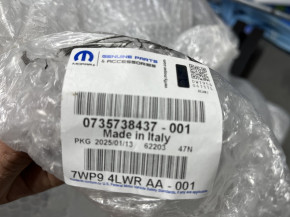 mopar
GENUINE PARTS
& ACCESSORIES
0735738437 - 001
Made in Italy
PKG 2025/01/13 62203 47N
7WP9 4LWR AA - 001